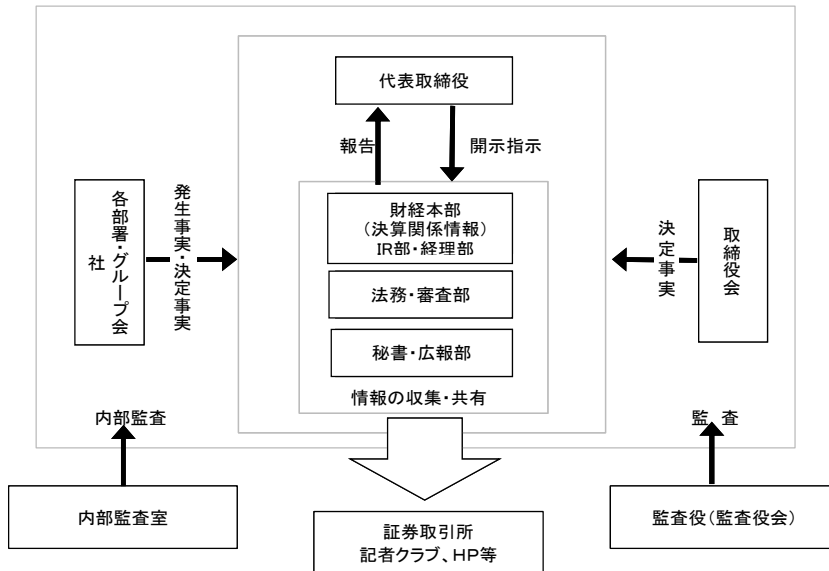 代表取締役
報告
開示指示
各部署・グループ会
社
発生事実・決定事実
財経本部
（決算関係情報）
IR部・経理部
法務・審査部
秘書・広報部
情報の収集・共有
決定事実
取締役会
内部監査
監　査
内部監査室
証券取引所
記者クラブ、HP等
監査役（監査役会）